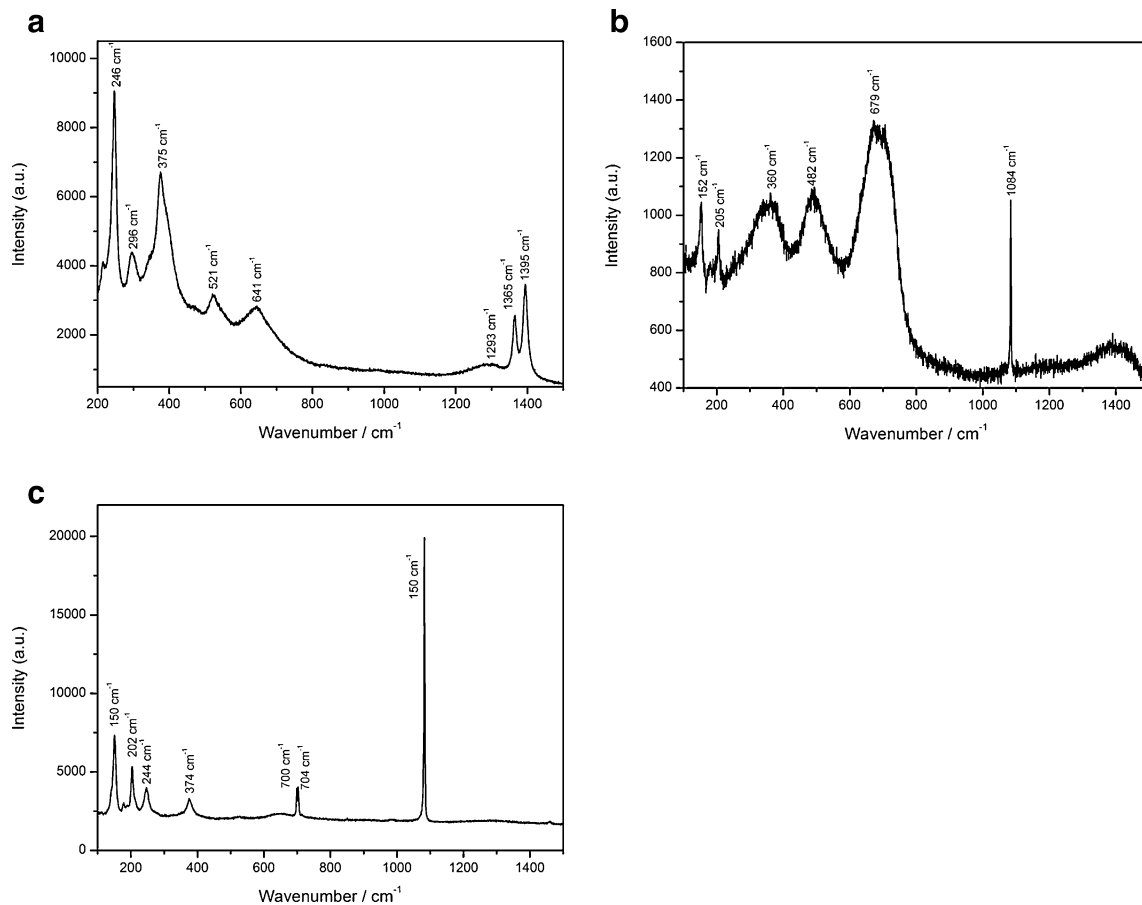 a
10000
8000
6000
4000
2000
Intensity (a.u.)
246 cm⁻¹
296 cm⁻¹
375 cm⁻¹
521 cm⁻¹
641 cm⁻¹
1293 cm⁻¹
1365 cm⁻¹
1395 cm⁻¹
200 400 600 800 1000 1200 1400
Wavenumber / cm⁻¹
b
1600
1400
1200
1000
800
600
400
Intensity (a.u.)
152 cm⁻¹
205 cm⁻¹
360 cm⁻¹
482 cm⁻¹
679 cm⁻¹
1084 cm⁻¹
200 400 600 800 1000 1200 1400
Wavenumber / cm⁻¹
c
20000
15000
10000
5000
0
Intensity (a.u.)
150 cm⁻¹
202 cm⁻¹
244 cm⁻¹
374 cm⁻¹
700 cm⁻¹
704 cm⁻¹
150 cm⁻¹
200 400 600 800 1000 1200 1400
Wavenumber / cm⁻¹